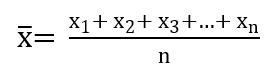 x̄ = (x₁ + x₂ + x₃ + ... + xₙ) / n